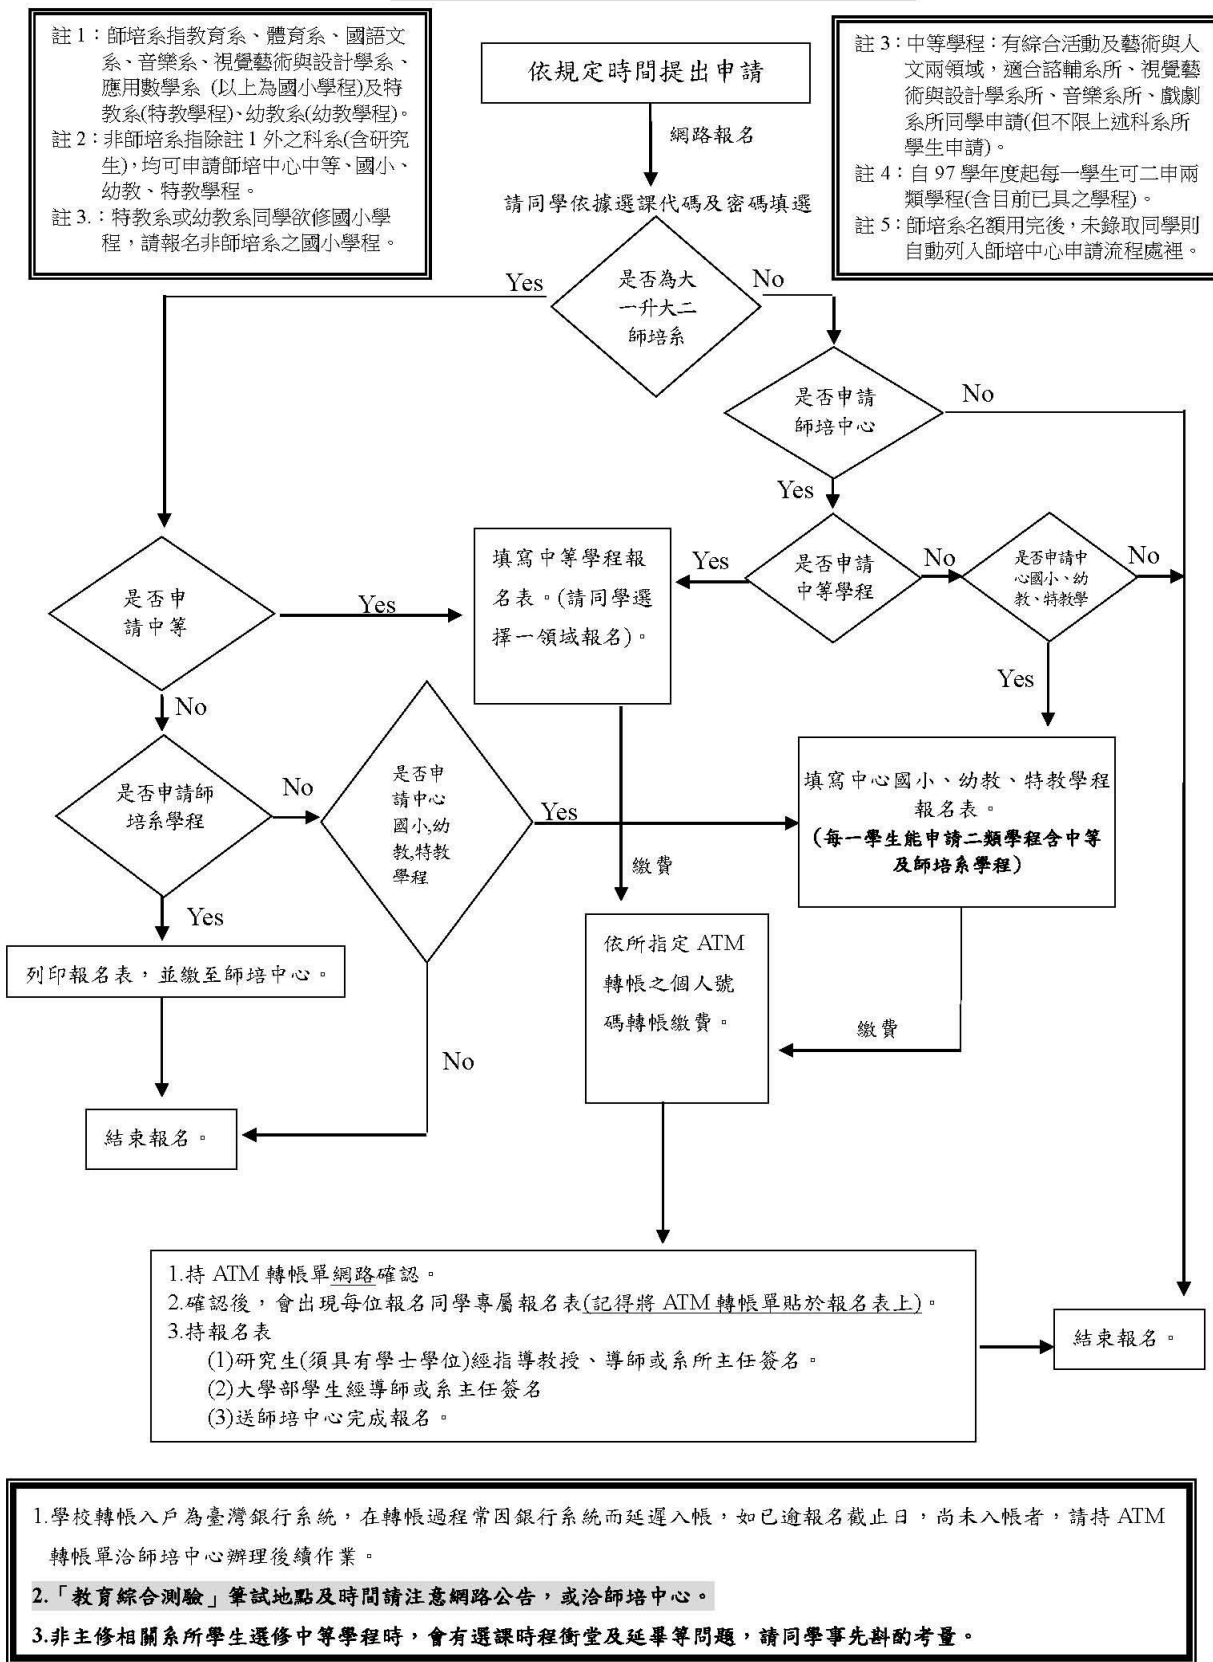 註 1：師培系指教育系、體育系、國語文
系、音樂系、視覺藝術與設計學系、
應用數學系 (以上為國小學程)及特
教系(特教學程)、幼教系(幼教學程)。
註 2：非師培系指除註 1 外之科系(含研究
生)，均可申請師培中心中等、國小、
幼教、特教學程。
註 3.：特教系或幼教系同學欲修國小學
程，請報名非師培系之國小學程。
依規定時間提出申請
網路報名
請同學依據選課代碼及密碼填選
註 3：中等學程：有綜合活動及藝術與人
文兩領域，適合諮輔系所、視覺藝
術與設計學系所、音樂系所、戲劇
系所同學申請(但不限上述科系所
學生申請)。
註 4：自 97 學年度起每一學生可二申兩
類學程(含目前已具之學程)。
註 5：師培系名額用完後，未錄取同學則
自動列入師培中心申請流程處裡。
Yes
是否為大
一升大二
師培系
No
是否申請
師培中心
No
Yes
是否申
請中等
Yes
填寫中等學程報
名表。(請同學選
擇一領域報名)。
Yes
是否申請
中等學程
No
是否申請中
心國小、幼
教、特教學
No
Yes
No
是否申請師
培系學程
No
是否申
請中心
國小,幼
教,特教
學程
Yes
填寫中心國小、幼教、特教學程
報名表。
(每一學生能申請二類學程含中等
及師培系學程)
繳費
Yes
列印報名表，並繳至師培中心。
依所指定 ATM
轉帳之個人號
碼轉帳繳費。
繳費
No
結束報名。
1.持 ATM 轉帳單網路確認。
2.確認後，會出現每位報名同學專屬報名表(記得將 ATM 轉帳單貼於報名表上)。
3.持報名表
(1)研究生(須具有學士學位)經指導教授、導師或系所主任簽名。
(2)大學部學生經導師或系主任簽名
(3)送師培中心完成報名。
結束報名。
1.學校轉帳入戶為臺灣銀行系統，在轉帳過程常因銀行系統而延遲入帳，如已逾報名截止日，尚未入帳者，請持 ATM
轉帳單洽師培中心辦理後續作業。
2.「教育綜合測驗」筆試地點及時間請注意網路公告，或洽師培中心。
3.非主修相關系所學生選修中等學程時，會有選課時程衝堂及延畢等問題，請同學事先斟酌考量。